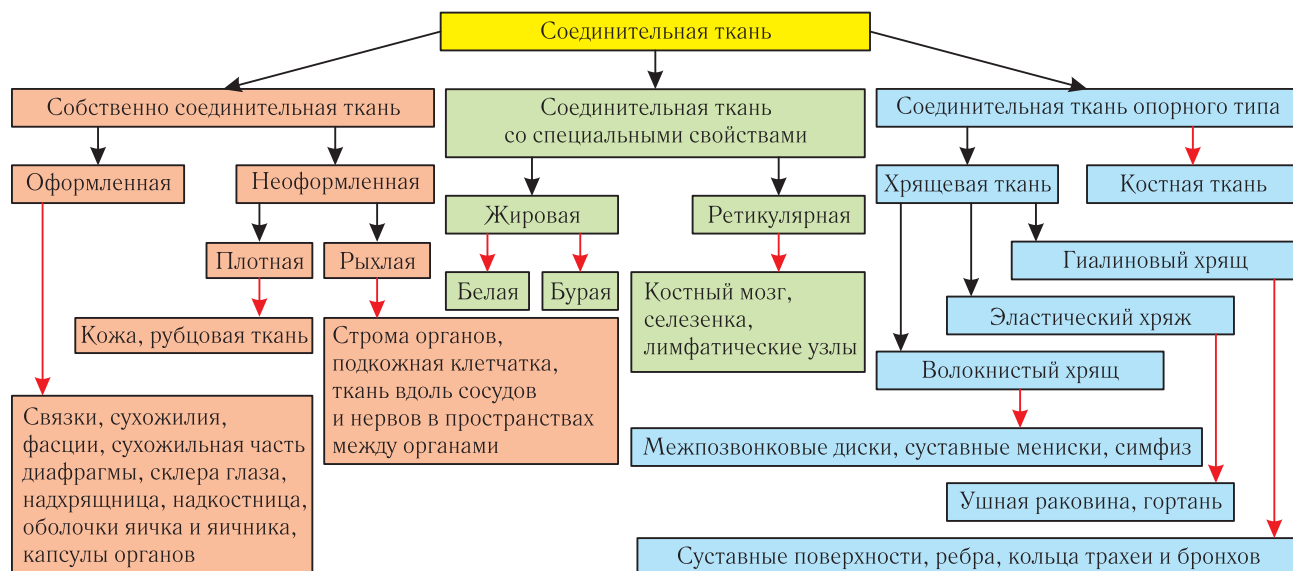 Соединительная ткань
Собственно соединительная ткань
Соединительная ткань
со специальными свойствами
Соединительная ткань опорного типа
Оформленная
Неоформленная
Хрящевая ткань
Костная ткань
Жировая
Ретикулярная
Плотная
Рыхлая
Гиалиновый хрящ
Белая
Бурая
Костный мозг,
селезенка,
лимфатические узлы
Эластический хряж
Кожа, рубцовая ткань
Строма органов,
подкожная клетчатка,
ткань вдоль сосудов
и нервов в пространствах
между органами
Волокнистый хрящ
Связки, сухожилия,
фасции, сухожильная часть
диафрагмы, склера глаза,
надхрящница, надкостница,
оболочки яичка и яичника,
капсулы органов
Межпозвонковые диски, суставные мениски, симфиз
Ушная раковина, гортань
Суставные поверхности, ребра, кольца трахеи и бронхов